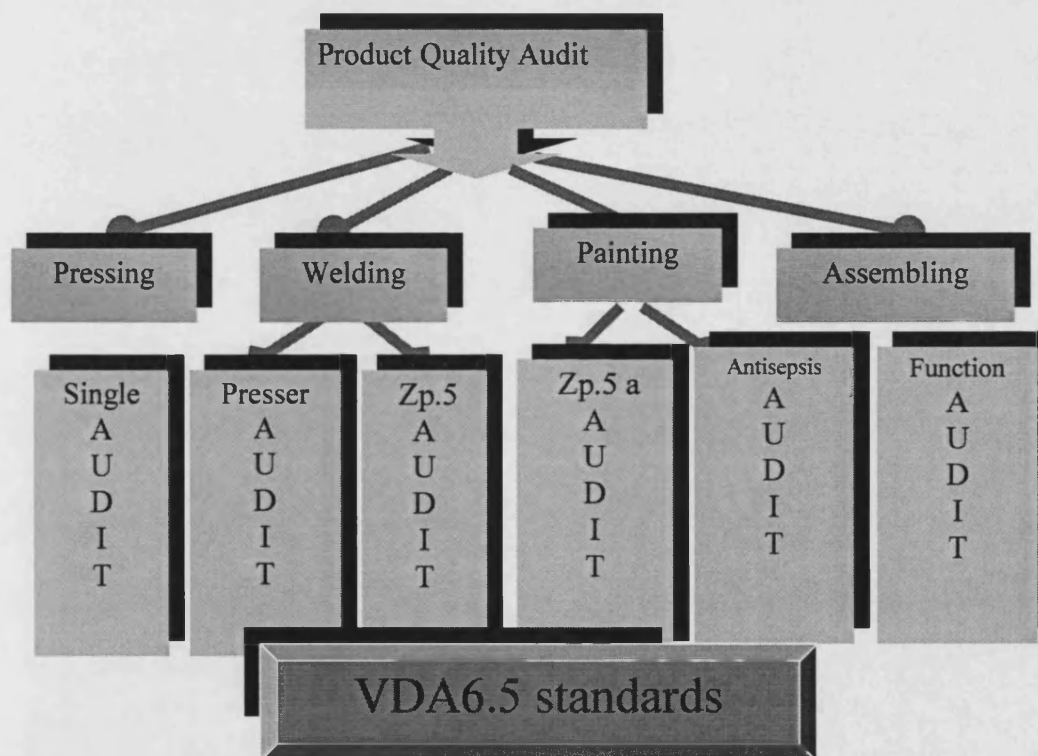 Product Quality Audit
Pressing
Welding
Painting
Assembling
Single
A
U
D
I
T
Presser
A
U
D
I
T
Zp.5
A
U
D
I
T
Zp.5 a
A
U
D
I
T
Antisepsis
A
U
D
I
T
Function
A
U
D
I
T
VDA6.5 standards